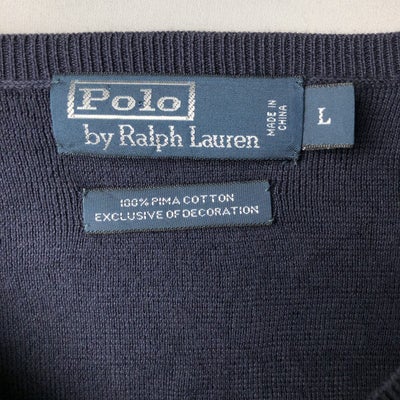 Polo
by Ralph Lauren
MADE IN
CHINA
L
100% PIMA COTTON
EXCLUSIVE OF DECORATION